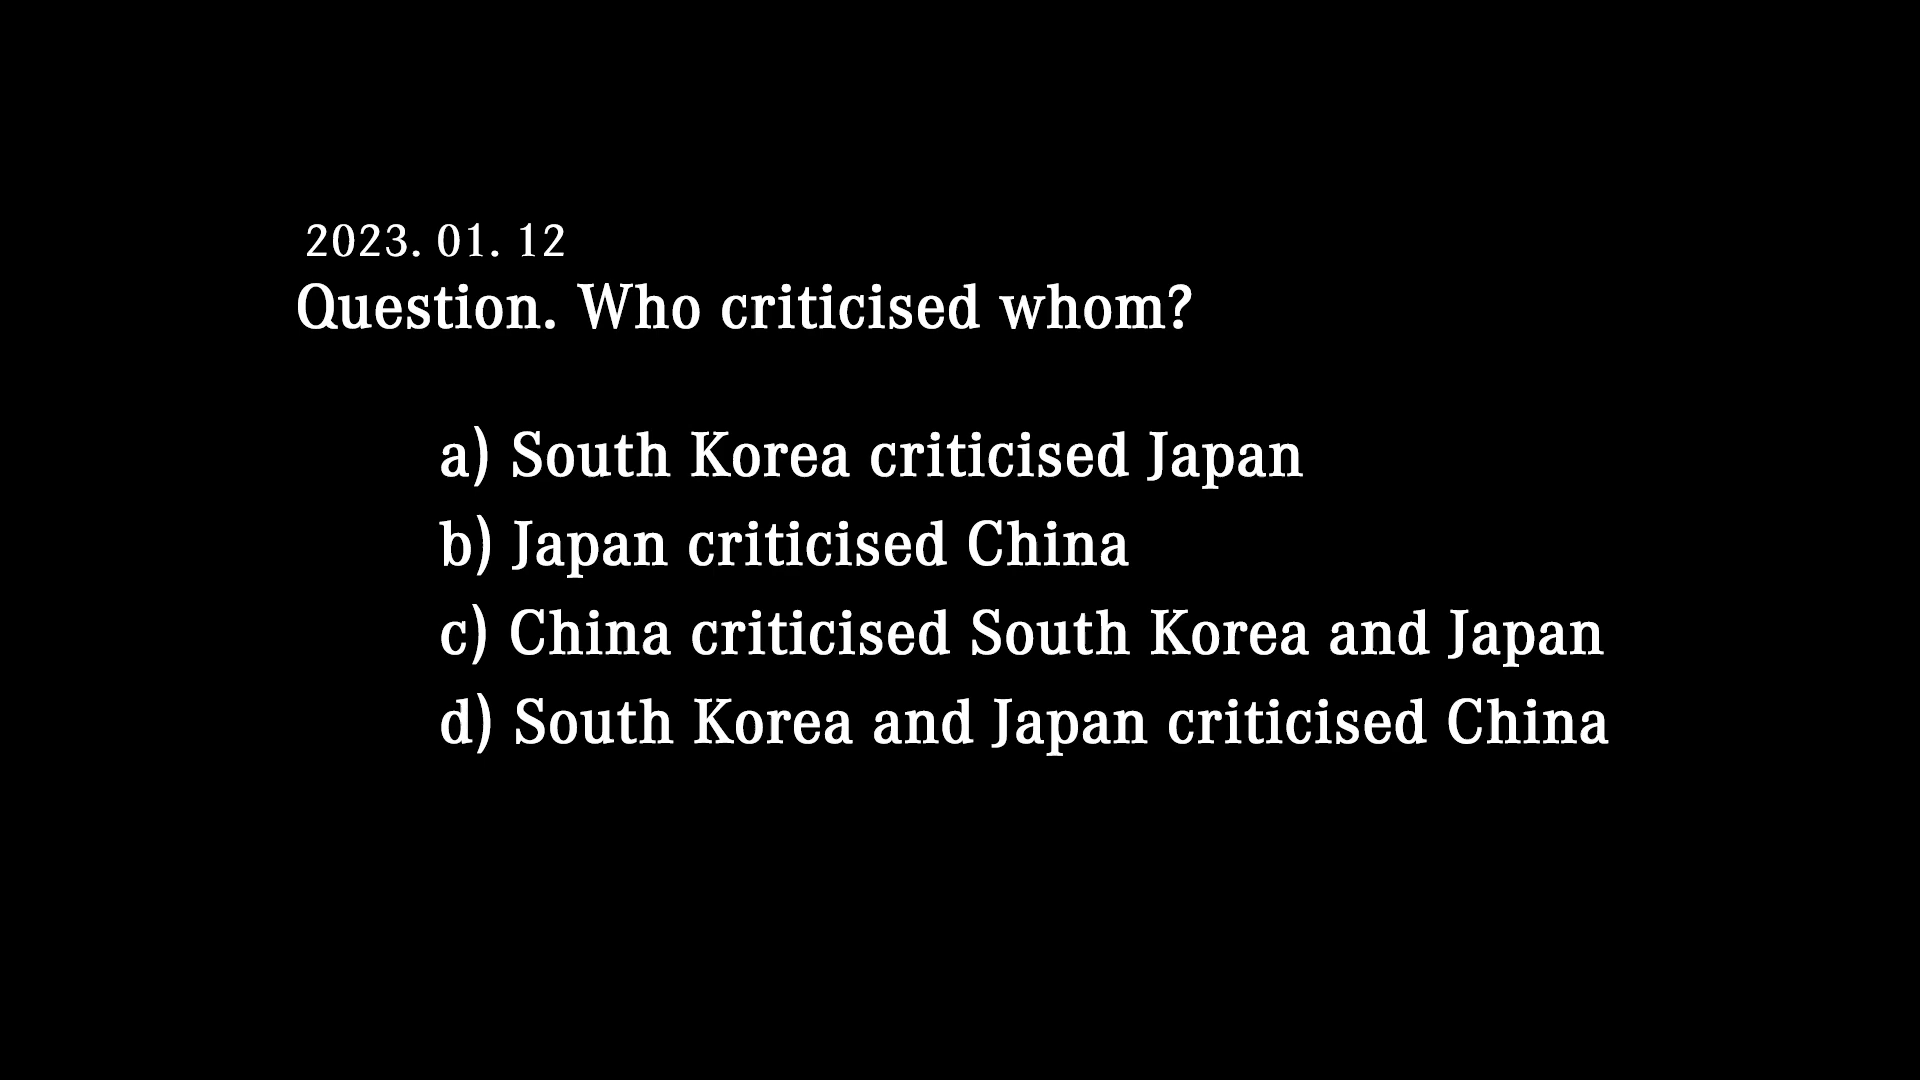 2023. 01. 12
Question. Who criticised whom?
a) South Korea criticised Japan
b) Japan criticised China
c) China criticised South Korea and Japan
d) South Korea and Japan criticised China